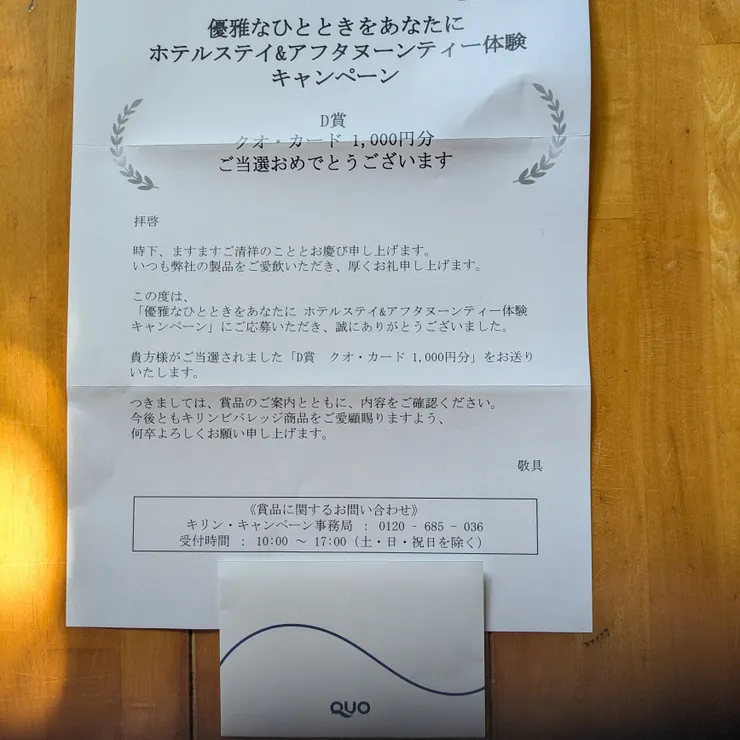 優雅なひとときをあなたに
ホテルステイ&アフタヌーンティー体験
キャンペーン
D賞
クオ・カード 1,000円分
ご当選おめでとうございます
拝啓
時下、ますますご清祥のこととお慶び申し上げます。
いつも弊社の製品をご愛飲いただき、厚くお礼申し上げます。
この度は、
「優雅なひとときをあなたに ホテルステイ&アフタヌーンティー体験
キャンペーン」にご応募いただき、誠にありがとうございました。
貴方様がご当選されました「D賞　クオ・カード 1,000円分」をお送り
いたします。
つきましては、賞品のご案内とともに、内容をご確認ください。
今後ともキリンビバレッジ商品をご愛顧賜りますよう、
何卒よろしくお願い申し上げます。
敬具
《賞品に関するお問い合わせ》
キリン・キャンペーン事務局 : 0120 - 685 - 036
受付時間 : 10:00 ～ 17:00 (土・日・祝日を除く)
QUO